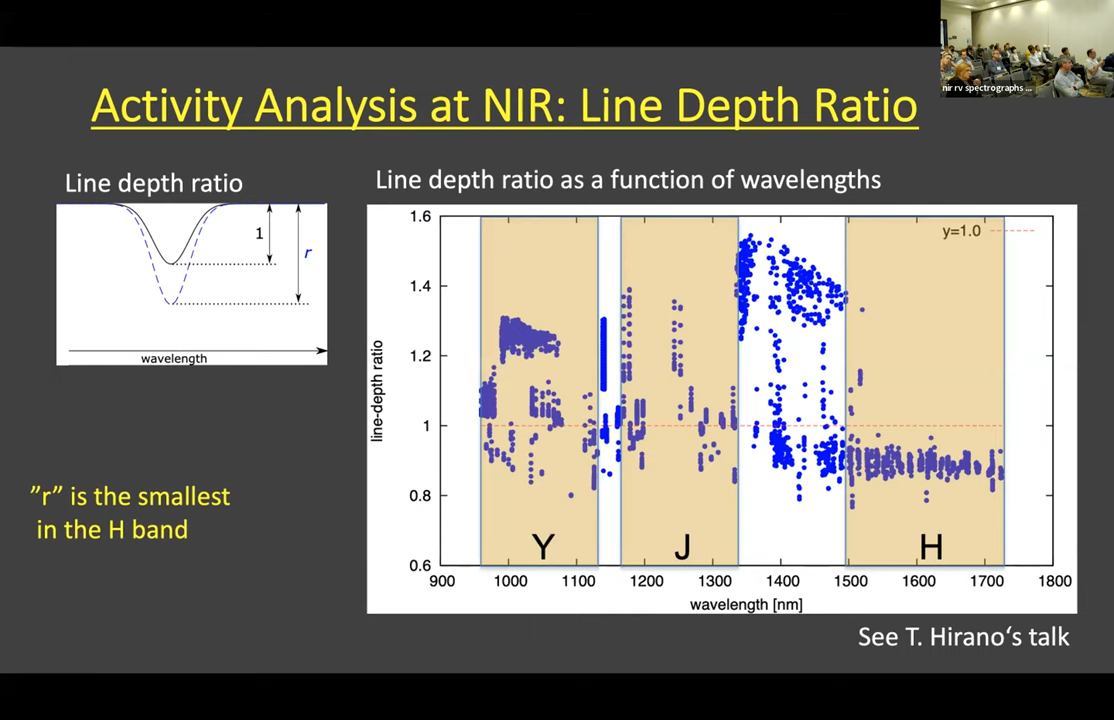 nir rv spectrographs ...
Activity Analysis at NIR: Line Depth Ratio
Line depth ratio
1
r
wavelength
”r” is the smallest
in the H band
Line depth ratio as a function of wavelengths
y=1.0
line-depth ratio
1.6
1.4
1.2
1
0.8
0.6
Y
J
H
900 1000 1100 1200 1300 1400 1500 1600 1700 1800
wavelength [nm]
See T. Hirano‘s talk